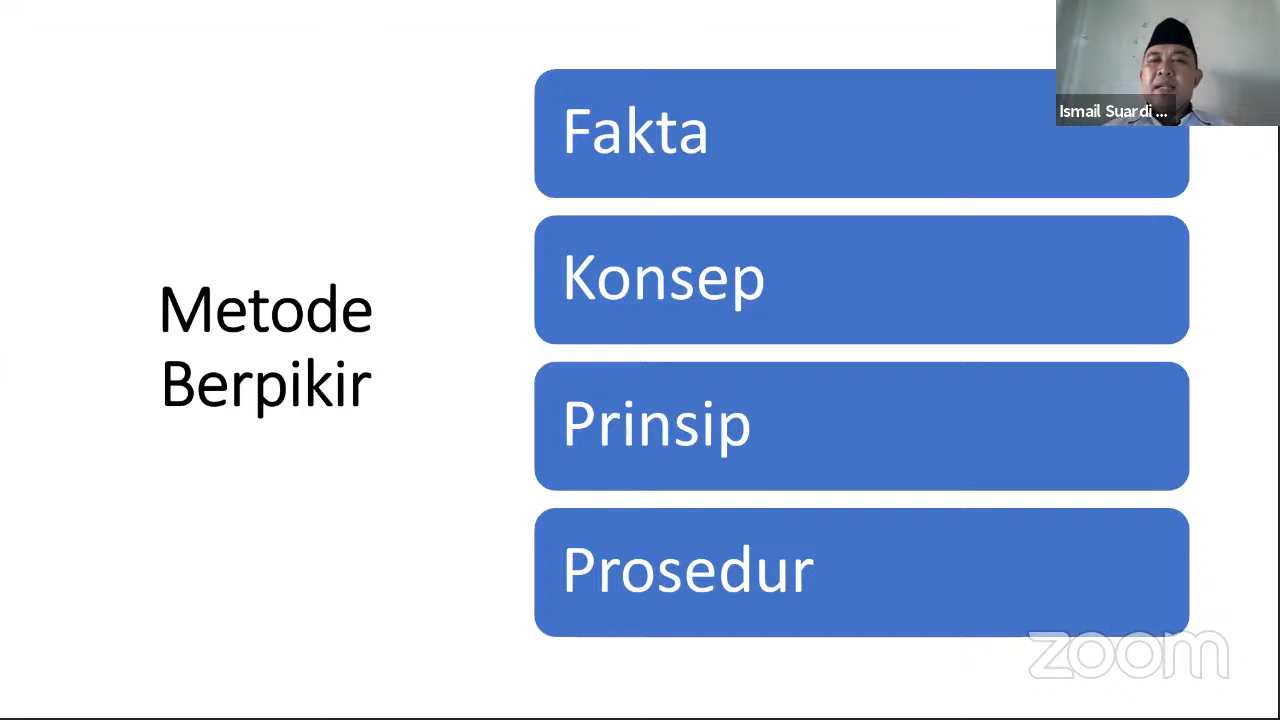 Metode
Berpikir
Fakta
Konsep
Prinsip
Prosedur
Ismail Suardi ...
zoom